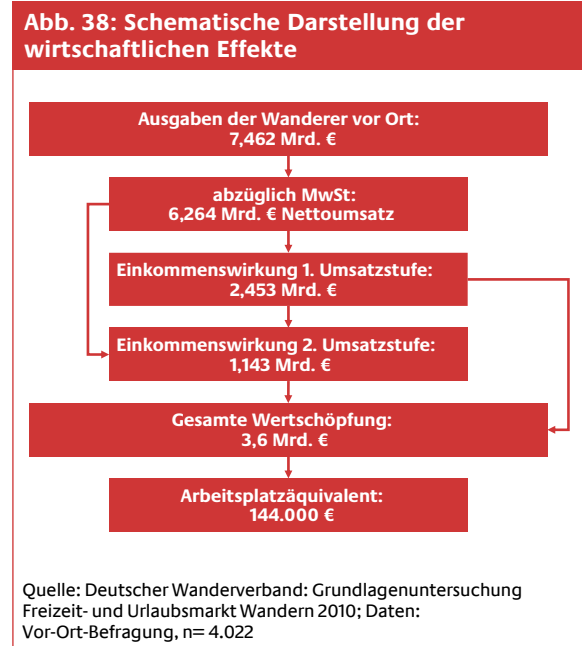 Abb. 38: Schematische Darstellung der
wirtschaftlichen Effekte
Ausgaben der Wanderer vor Ort:
7,462 Mrd. €
abzüglich MwSt:
6,264 Mrd. € Nettoumsatz
Einkommenswirkung 1. Umsatzstufe:
2,453 Mrd. €
Einkommenswirkung 2. Umsatzstufe:
1,143 Mrd. €
Gesamte Wertschöpfung:
3,6 Mrd. €
Arbeitsplatzäquivalent:
144.000 €
Quelle: Deutscher Wanderverband: Grundlagenuntersuchung
Freizeit- und Urlaubsmarkt Wandern 2010; Daten:
Vor-Ort-Befragung, n= 4.022